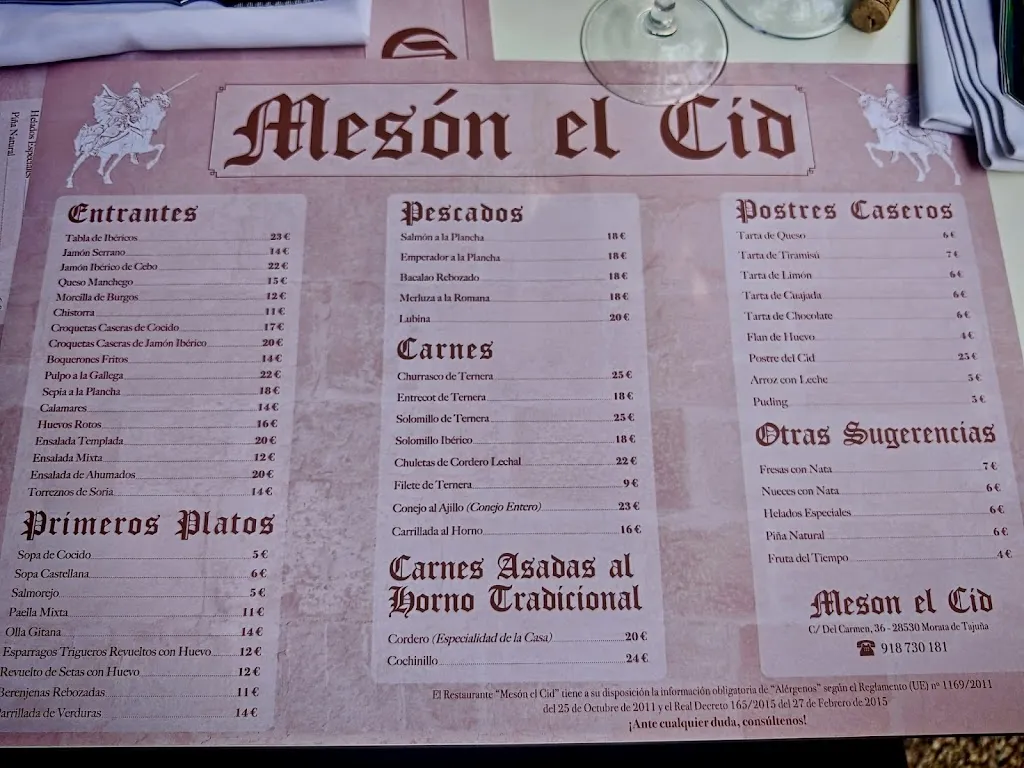 Helados Especiales
Piña Natural
Mesón el Cid
Entrantes
Tabla de Ibéricos 23 €
Jamón Serrano 14 €
Jamón Ibérico de Cebo 22 €
Queso Manchego 15 €
Morcilla de Burgos 12 €
Chistorra 11 €
Croquetas Caseras de Cocido 17 €
Croquetas Caseras de Jamón Ibérico 20 €
Boquerones Fritos 14 €
Pulpo a la Gallega 22 €
Sepia a la Plancha 18 €
Calamares 14 €
Huevos Rotos 16 €
Ensalada Templada 20 €
Ensalada Mixta 12 €
Ensalada de Ahumados 20 €
Torreznos de Soria 14 €
Primeros Platos
Sopa de Cocido 5 €
Sopa Castellana 6 €
Salmorejo 5 €
Paella Mixta 11 €
Olla Gitana 14 €
Esparragos Trigueros Revueltos con Huevo 12 €
Revuelto de Setas con Huevo 12 €
Berenjenas Rebozadas 11 €
Parrillada de Verduras 14 €
Pescados
Salmón a la Plancha 18 €
Emperador a la Plancha 18 €
Bacalao Rebozado 18 €
Merluza a la Romana 18 €
Lubina 20 €
Carnes
Churrasco de Ternera 25 €
Entrecot de Ternera 18 €
Solomillo de Ternera 25 €
Solomillo Ibérico 18 €
Chuletas de Cordero Lechal 22 €
Filete de Ternera 9 €
Conejo al Ajillo (Conejo Entero) 23 €
Carrillada al Horno 16 €
Carnes Asadas al
Horno Tradicional
Cordero (Especialidad de la Casa) 20 €
Cochinillo 24 €
Postres Caseros
Tarta de Queso 6 €
Tarta de Tiramisú 7 €
Tarta de Limón 6 €
Tarta de Cuajada 6 €
Tarta de Chocolate 6 €
Flan de Huevo 4 €
Postre del Cid 25 €
Arroz con Leche 5 €
Puding 5 €
Otras Sugerencias
Fresas con Nata 7 €
Nueces con Nata 6 €
Helados Especiales 6 €
Piña Natural 6 €
Fruta del Tiempo 4 €
Meson el Cid
C/ Del Carmen, 36 - 28530 Morata de Tajuña
918 730 181
El Restaurante "Mesón el Cid" tiene a su disposición la información obligatoria de "Alérgenos" según el Reglamento (UE) nº 1169/2011
del 25 de Octubre de 2011 y el Real Decreto 165/2015 del 27 de Febrero de 2015
¡Ante cualquier duda, consúltenos!